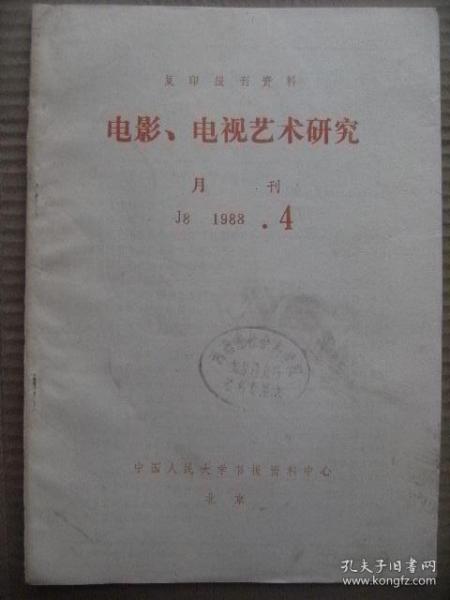 复印报刊资料
电影、电视艺术研究
月 刊
J8 1988 .4
中国人民大学书报资料中心
北京
孔夫子旧书网
www.kongfz.com